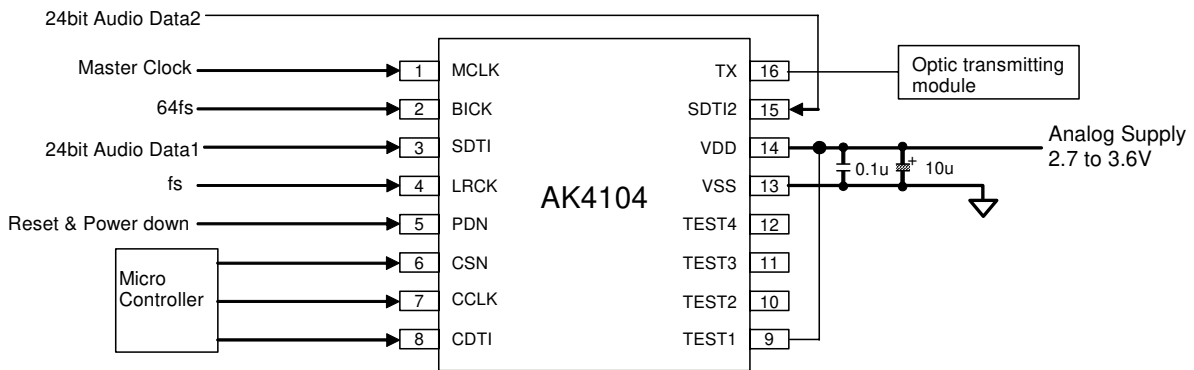 24bit Audio Data2
Master Clock
1
MCLK
TX
16
Optic transmitting
module
64fs
2
BICK
SDTI2
15
24bit Audio Data1
3
SDTI
VDD
14
Analog Supply
2.7 to 3.6V
0.1u
+
10u
fs
4
LRCK
AK4104
VSS
13
Reset & Power down
5
PDN
TEST4
12
Micro
Controller
6
CSN
TEST3
11
7
CCLK
TEST2
10
8
CDTI
TEST1
9